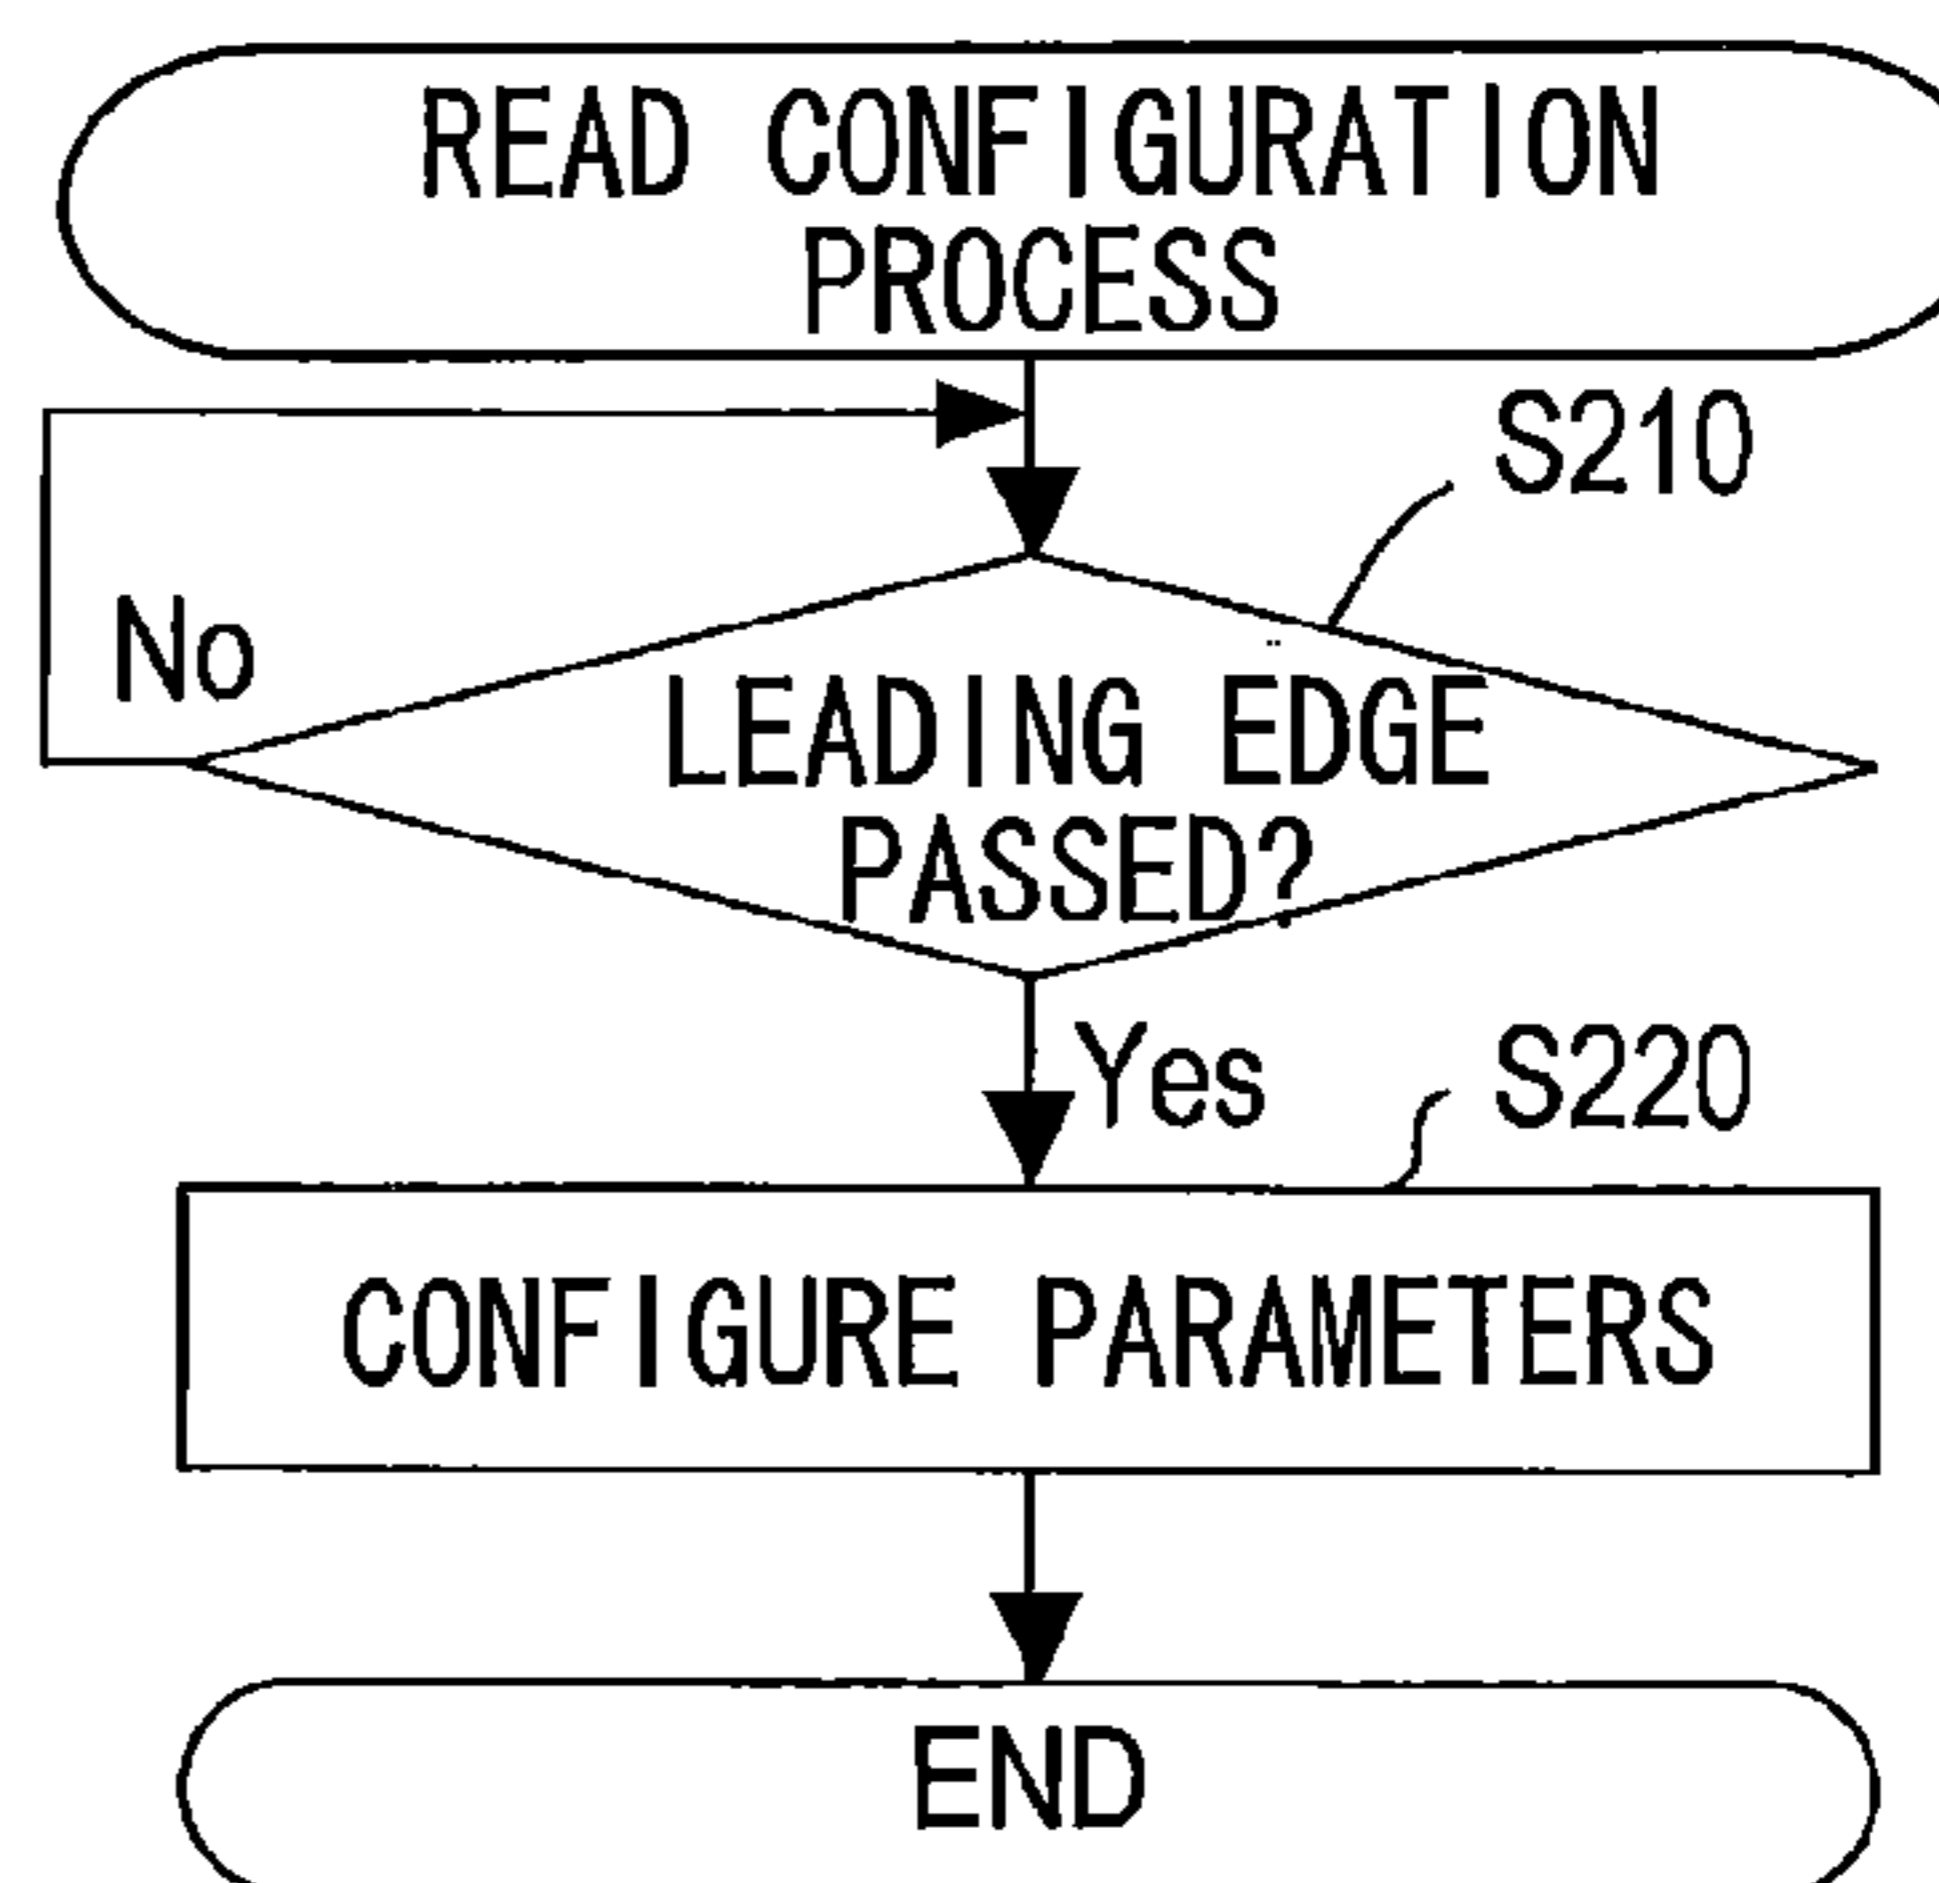 READ CONFIGURATION
PROCESS
S210
No
LEADING EDGE
PASSED?
Yes
S220
CONFIGURE PARAMETERS
END